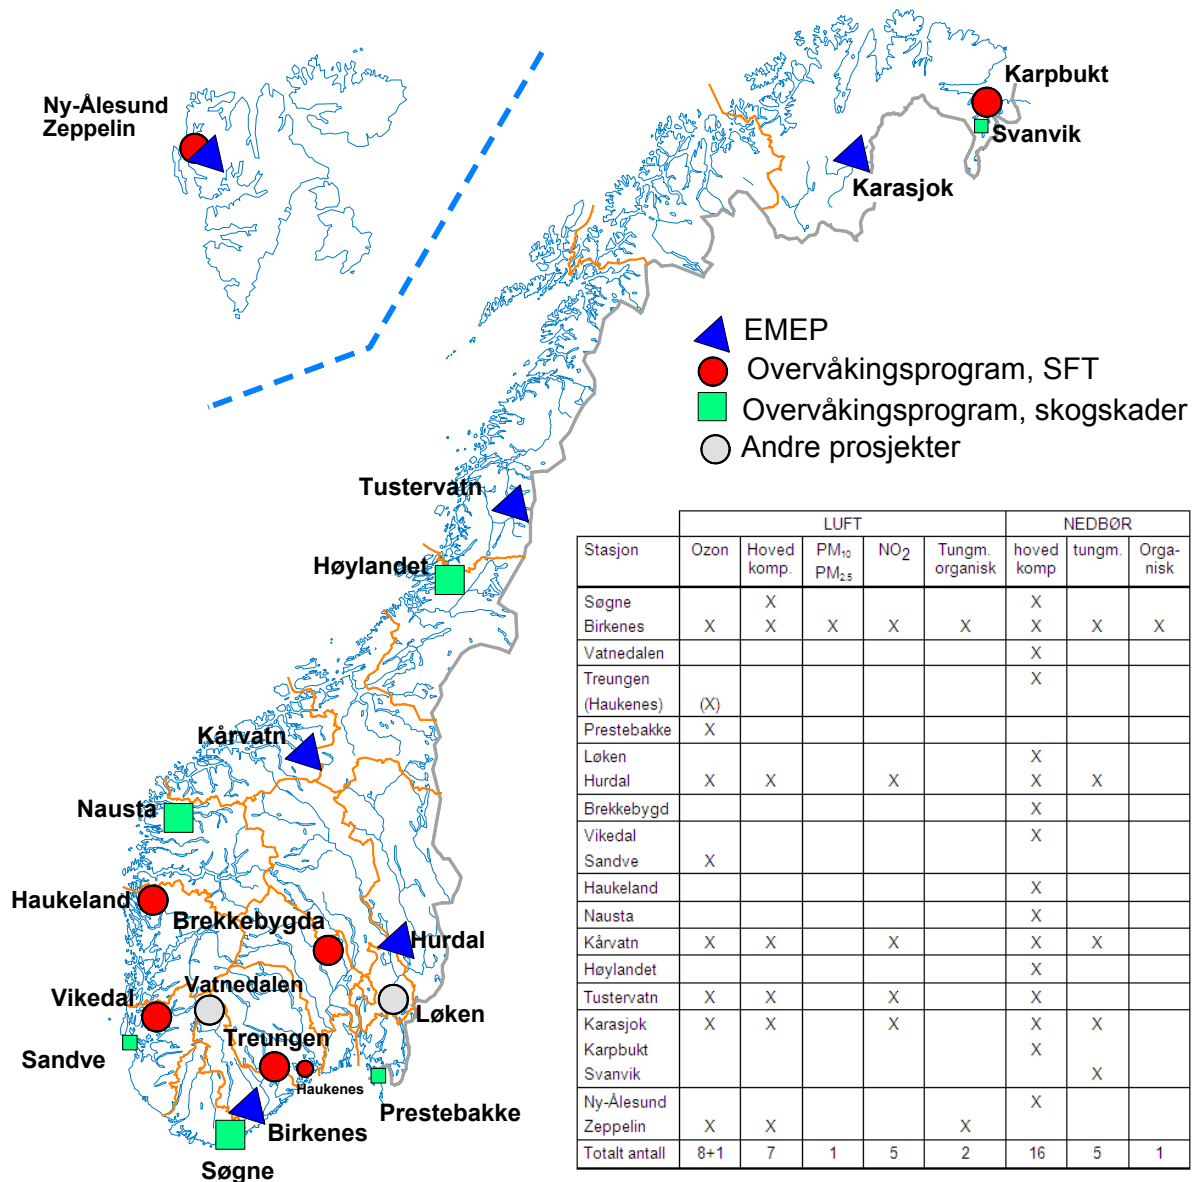 Ny-Ålesund
Zeppelin
Karpbukt
Svanvik
Karasjok
EMEP
Overvåkingsprogram, SFT
Overvåkingsprogram, skogskader
Andre prosjekter
Tustervatn
Høylandet
Kårvatn
Nausta
Haukeland
Brekkebygda
Hurdal
Vatnedalen
Vikedal
Løken
Treungen
Sandve
Haukenes
Prestebakke
Birkenes
Søgne
LUFT NEDBØR
Stasjon Ozon Hoved komp. PM10 PM2.5 NO2 Tungm. organisk hoved komp tungm. Orga- nisk
Søgne X X
Birkenes X X X X X X X X
Vatnedalen X
Treungen X
(Haukenes) (X)
Prestebakke X
Løken X
Hurdal X X X X X
Brekkebygd X
Vikedal X
Sandve X
Haukeland X
Nausta X
Kårvatn X X X X X
Høylandet X
Tustervatn X X X X
Karasjok X X X X X
Karpbukt X
Svanvik X
Ny-Ålesund X
Zeppelin X X X
Totalt antall 8+1 7 1 5 2 16 5 1